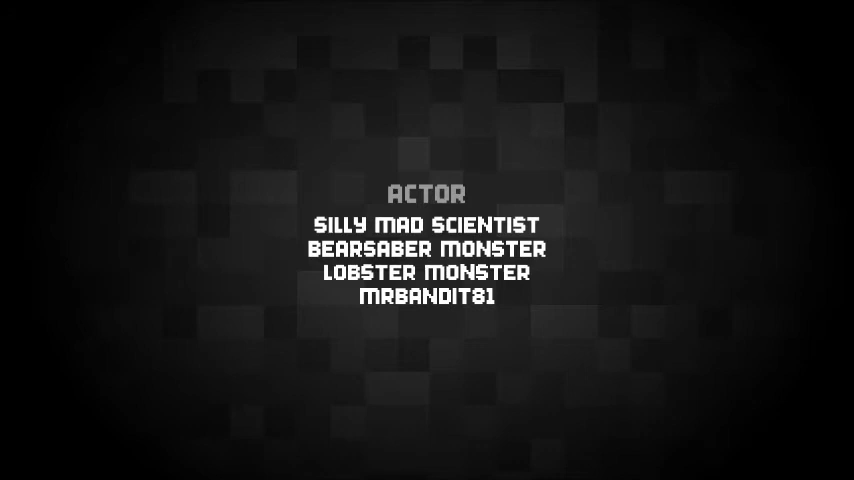 ACTOR
SILLY MAD SCIENTIST
BEARSABER MONSTER
LOBSTER MONSTER
MRBANDIT81